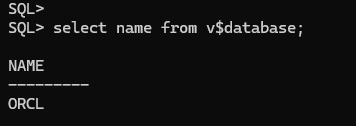 SQL>
SQL> select name from v$database;
NAME
---------
ORCL